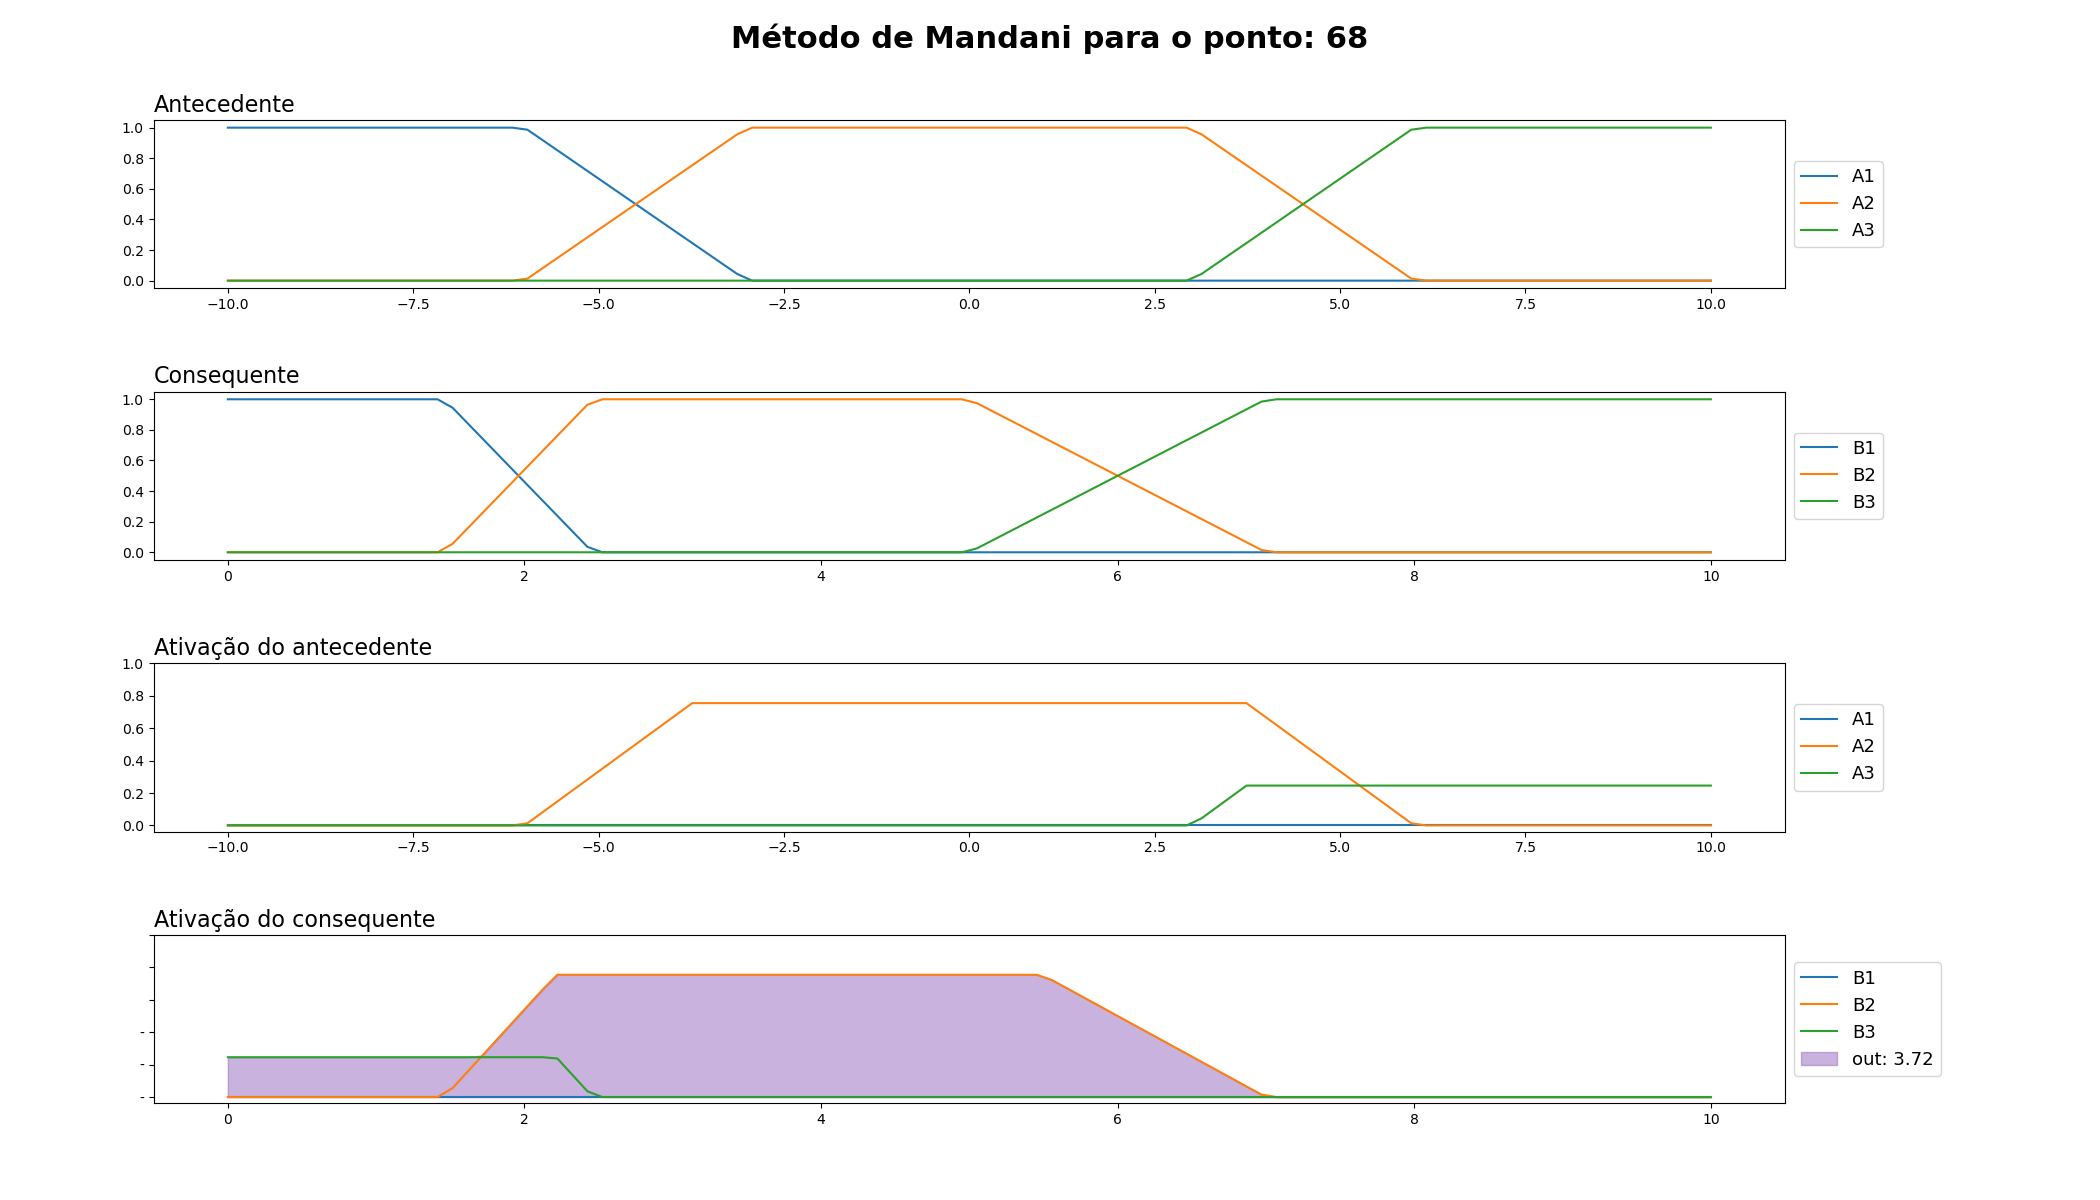 Método de Mandani para o ponto: 68
Antecedente
1.0
0.8
0.6
0.4
0.2
0.0
−10.0 −7.5 −5.0 −2.5 0.0 2.5 5.0 7.5 10.0
A1
A2
A3
Consequente
1.0
0.8
0.6
0.4
0.2
0.0
0 2 4 6 8 10
B1
B2
B3
Ativação do antecedente
1.0
0.8
0.6
0.4
0.2
0.0
−10.0 −7.5 −5.0 −2.5 0.0 2.5 5.0 7.5 10.0
A1
A2
A3
Ativação do consequente
-
-
-
0 2 4 6 8 10
B1
B2
B3
out: 3.72